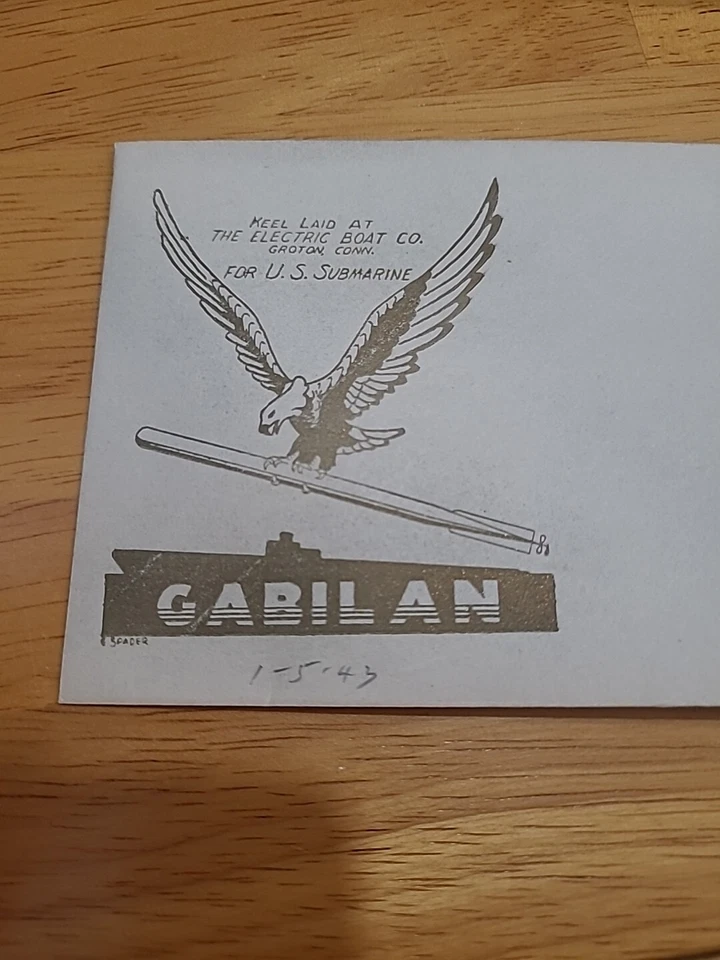 KEEL LAID AT
THE ELECTRIC BOAT CO.
GROTON, CONN.
FOR U.S. SUBMARINE
GABILAN
SPADER
1-5-43